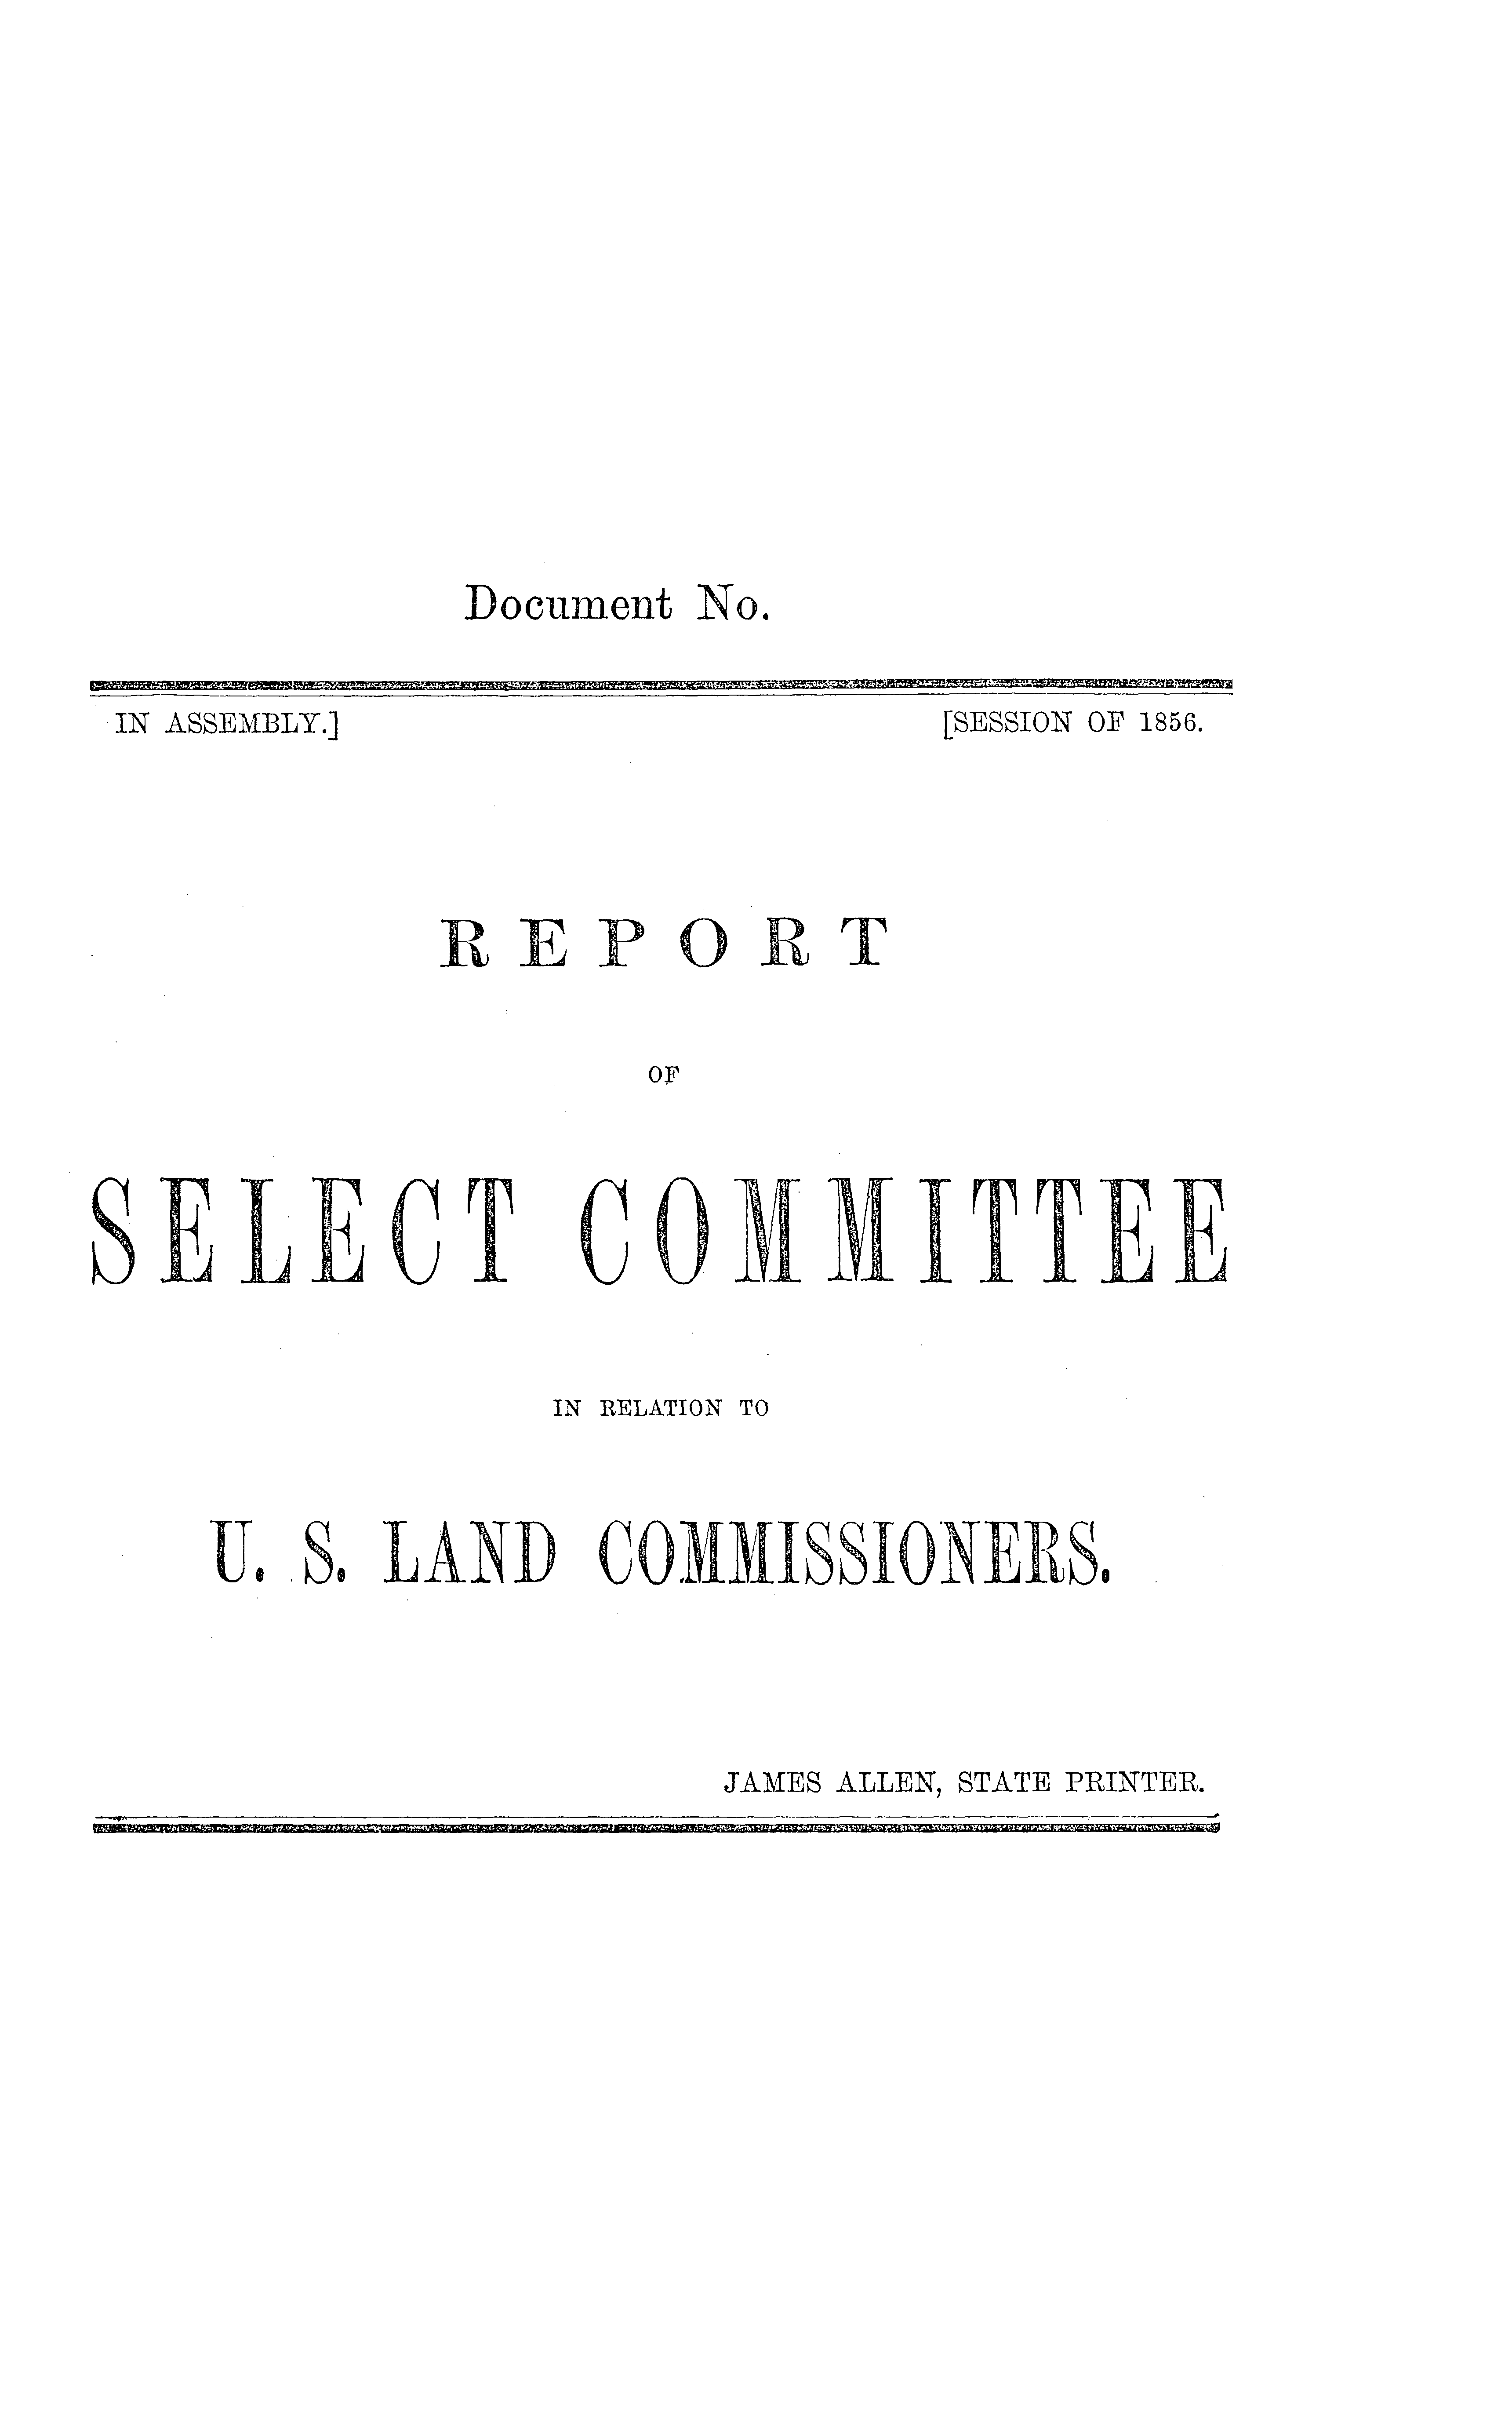 Document No.
IN ASSEMBLY.] [SESSION OF 1856.
REPORT
OF
SELECT COMMITTEE
IN RELATION TO
U. S. LAND COMMISSIONERS.
JAMES ALLEN, STATE PRINTER.